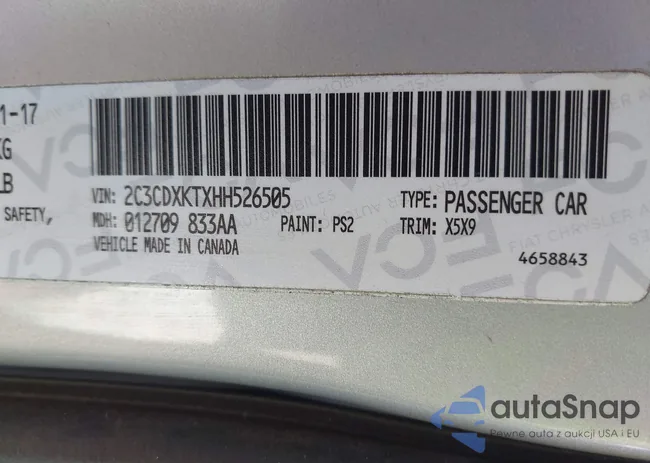 1-17
KG
LB
SAFETY,
VIN: 2C3CDXKTXHH526505
TYPE: PASSENGER CAR
MDH: 012709 833AA
PAINT: PS2
TRIM: X5X9
VEHICLE MADE IN CANADA
4658843
autaSnap
Pewne auta z aukcji USA i EU